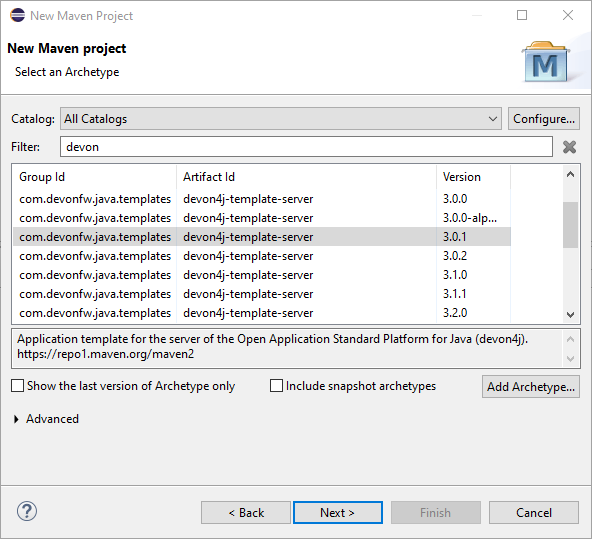 New Maven Project
New Maven project
Select an Archetype
M
Catalog: All Catalogs Configure...
Filter: devon
Group Id Artifact Id Version
com.devonfw.java.templates devon4j-template-server 3.0.0
com.devonfw.java.templates devon4j-template-server 3.0.0-alp...
com.devonfw.java.templates devon4j-template-server 3.0.1
com.devonfw.java.templates devon4j-template-server 3.0.2
com.devonfw.java.templates devon4j-template-server 3.1.0
com.devonfw.java.templates devon4j-template-server 3.1.1
com.devonfw.java.templates devon4j-template-server 3.2.0
Application template for the server of the Open Application Standard Platform for Java (devon4j).
https://repo1.maven.org/maven2
Show the last version of Archetype only Include snapshot archetypes Add Archetype...
Advanced
? < Back Next > Finish Cancel